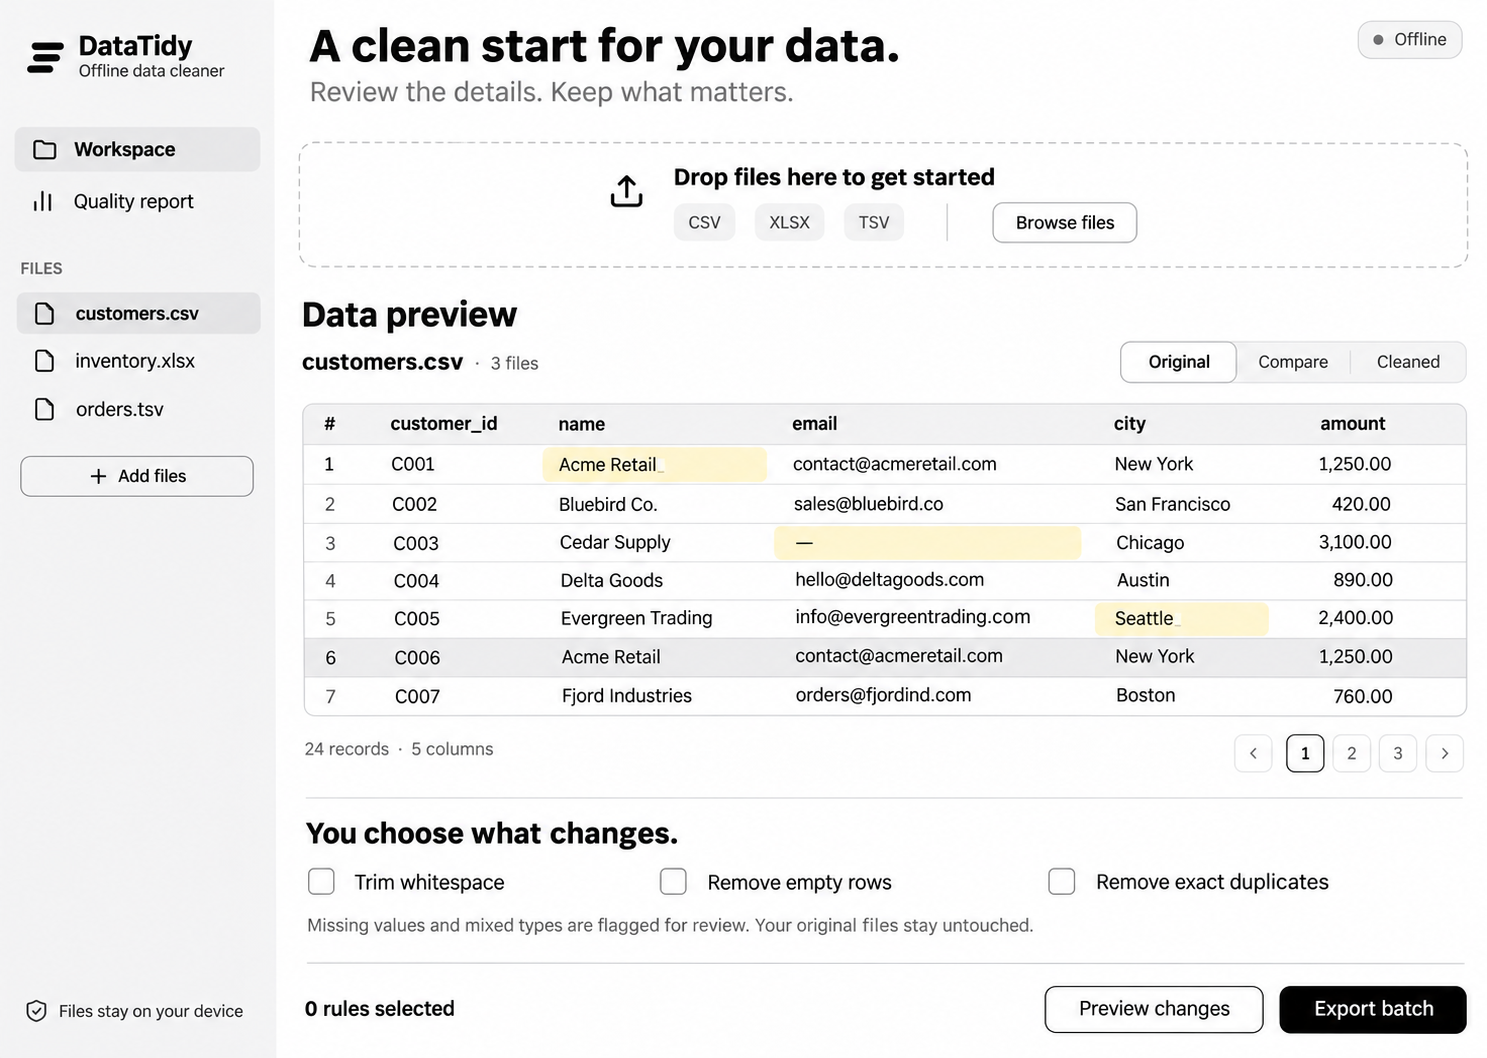 DataTidy
Offline data cleaner
Workspace
Quality report
FILES
customers.csv
inventory.xlsx
orders.tsv
+ Add files
Files stay on your device
A clean start for your data.
Offline
Review the details. Keep what matters.
Drop files here to get started
CSV XLSX TSV Browse files
Data preview
customers.csv · 3 files
Original Compare Cleaned
# customer_id name email city amount
1 C001 Acme Retail_ contact@acmeretail.com New York 1,250.00
2 C002 Bluebird Co. sales@bluebird.co San Francisco 420.00
3 C003 Cedar Supply — Chicago 3,100.00
4 C004 Delta Goods hello@deltagoods.com Austin 890.00
5 C005 Evergreen Trading info@evergreentrading.com Seattle_ 2,400.00
6 C006 Acme Retail contact@acmeretail.com New York 1,250.00
7 C007 Fjord Industries orders@fjordind.com Boston 760.00
24 records · 5 columns
‹ 1 2 3 ›
You choose what changes.
Trim whitespace Remove empty rows Remove exact duplicates
Missing values and mixed types are flagged for review. Your original files stay untouched.
0 rules selected Preview changes Export batch